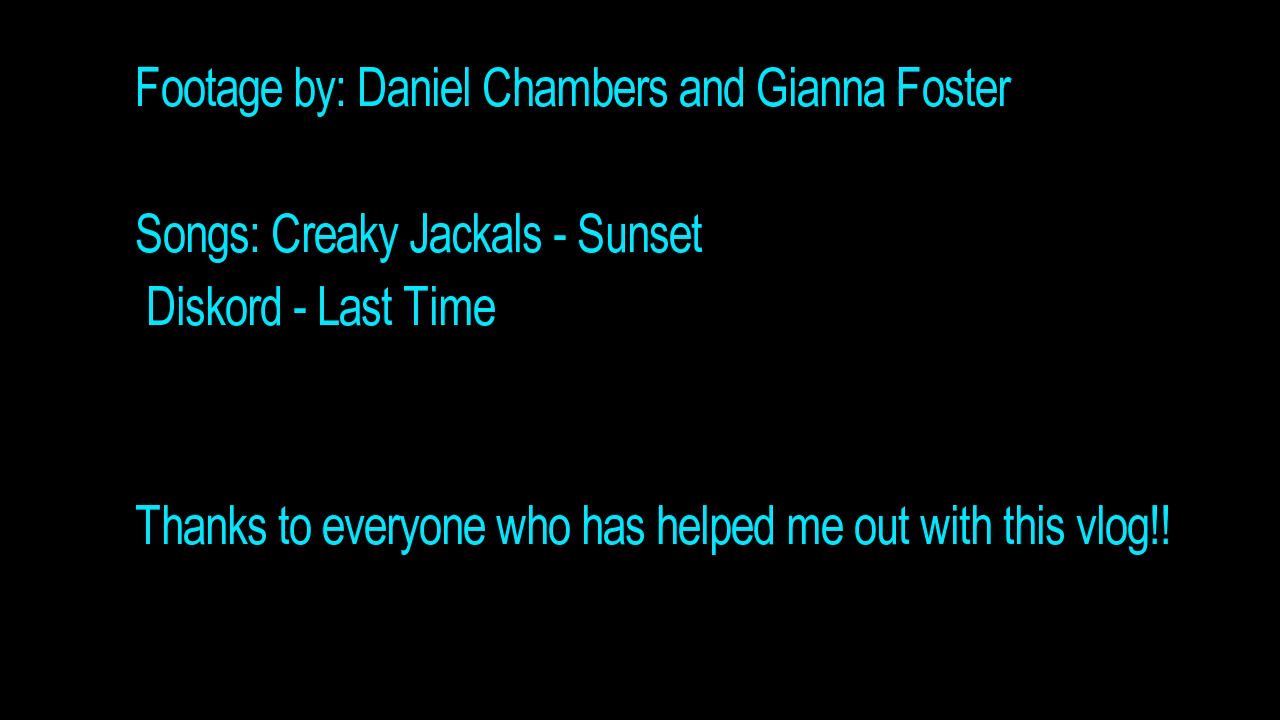 Footage by: Daniel Chambers and Gianna Foster
Songs: Creaky Jackals - Sunset
Diskord - Last Time
Thanks to everyone who has helped me out with this vlog!!